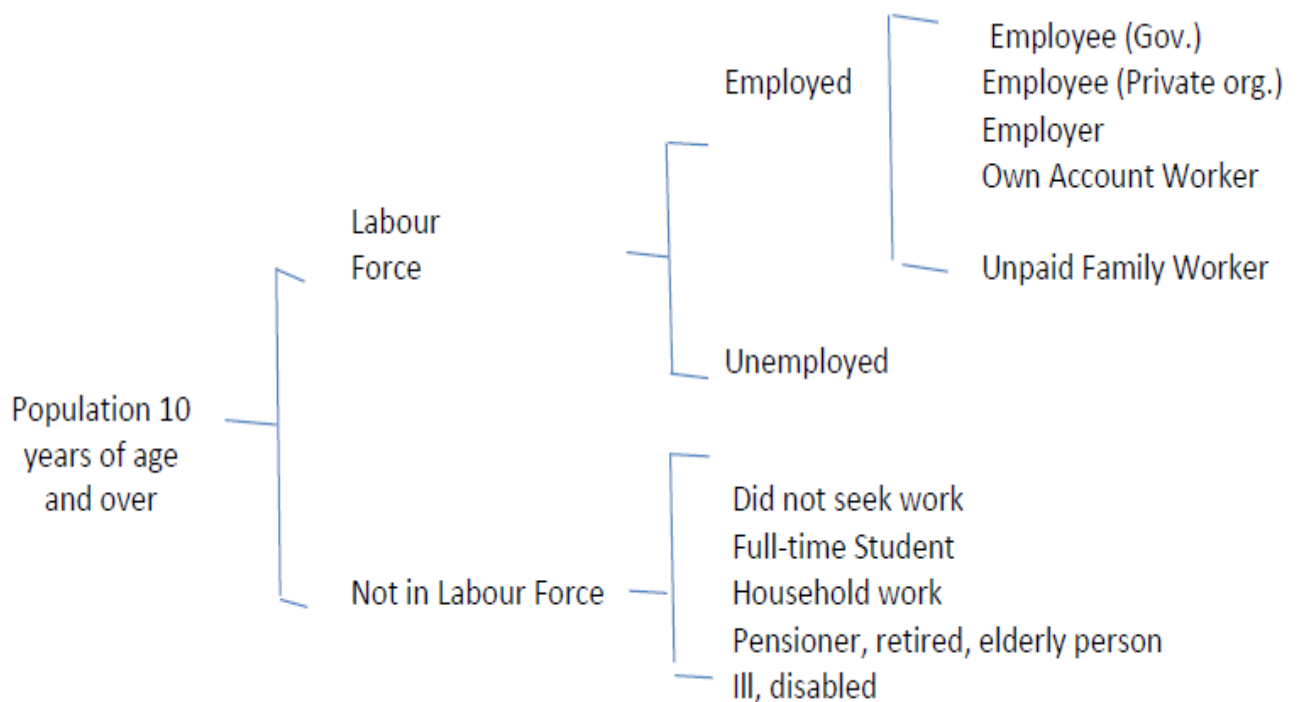 Population 10
years of age
and over
Labour
Force
Employed
Employee (Gov.)
Employee (Private org.)
Employer
Own Account Worker
Unpaid Family Worker
Unemployed
Not in Labour Force
Did not seek work
Full-time Student
Household work
Pensioner, retired, elderly person
Ill, disabled